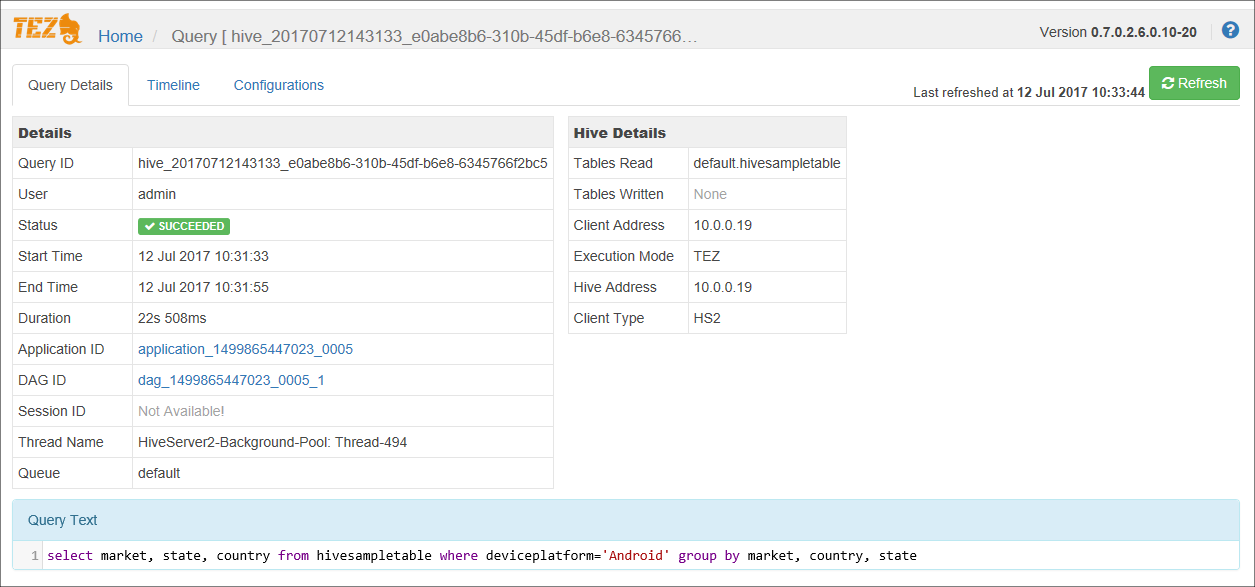 TEZ Home / Query [ hive_20170712143133_e0abe8b6-310b-45df-b6e8-6345766... Version 0.7.0.2.6.0.10-20 ?
Query Details Timeline Configurations Last refreshed at 12 Jul 2017 10:33:44 Refresh
Details
Query ID hive_20170712143133_e0abe8b6-310b-45df-b6e8-6345766f2bc5
User admin
Status SUCCEEDED
Start Time 12 Jul 2017 10:31:33
End Time 12 Jul 2017 10:31:55
Duration 22s 508ms
Application ID application_1499865447023_0005
DAG ID dag_1499865447023_0005_1
Session ID Not Available!
Thread Name HiveServer2-Background-Pool: Thread-494
Queue default
Hive Details
Tables Read default.hivesampletable
Tables Written None
Client Address 10.0.0.19
Execution Mode TEZ
Hive Address 10.0.0.19
Client Type HS2
Query Text
1 select market, state, country from hivesampletable where deviceplatform='Android' group by market, country, state